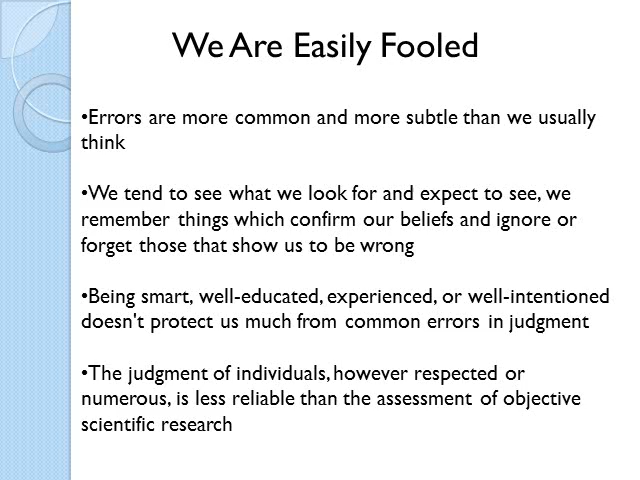 We Are Easily Fooled
•Errors are more common and more subtle than we usually
think
•We tend to see what we look for and expect to see, we
remember things which confirm our beliefs and ignore or
forget those that show us to be wrong
•Being smart, well-educated, experienced, or well-intentioned
doesn't protect us much from common errors in judgment
•The judgment of individuals, however respected or
numerous, is less reliable than the assessment of objective
scientific research